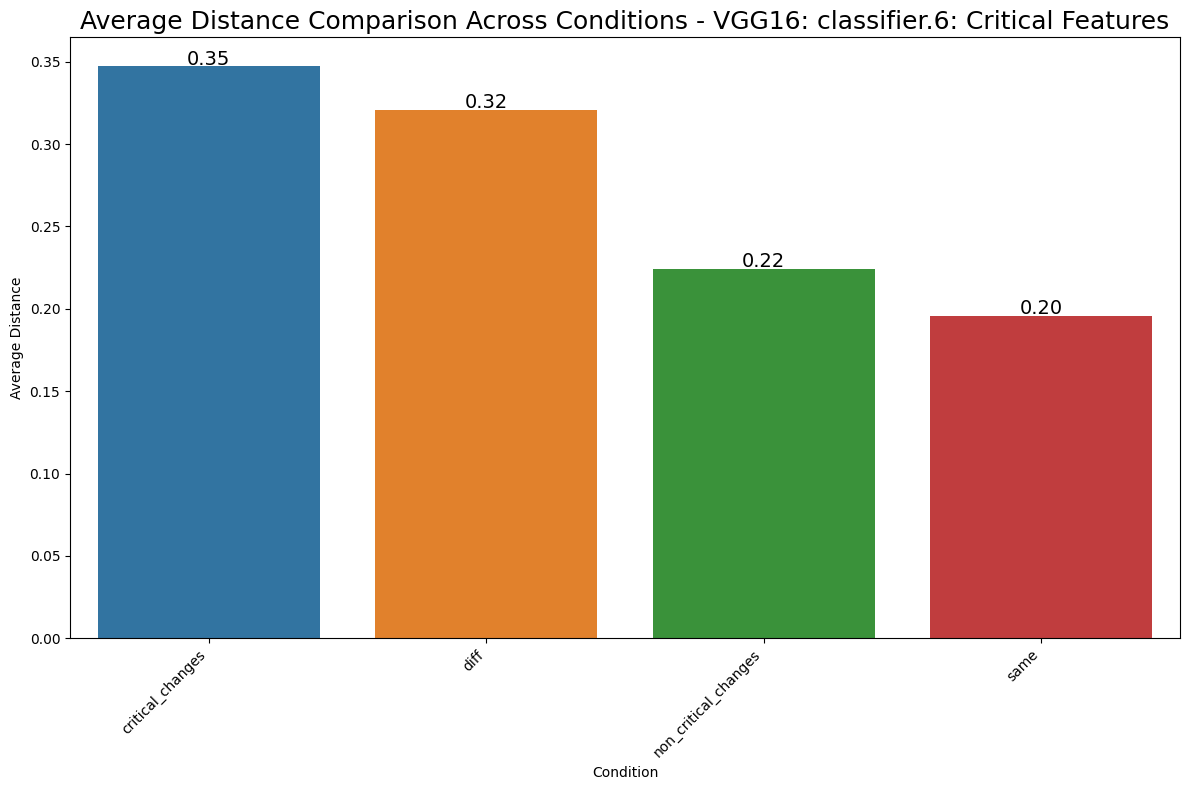 Average Distance Comparison Across Conditions - VGG16: classifier.6: Critical Features
0.35
0.32
0.22
0.20
0.35
0.30
0.25
0.20
0.15
0.10
0.05
0.00
Average Distance
critical_changes
diff
non_critical_changes
same
Condition